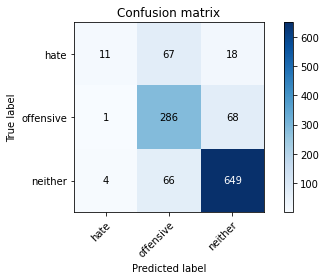 Confusion matrix
hate 11 67 18
offensive 1 286 68
neither 4 66 649
hate offensive neither
True label
Predicted label
600
500
400
300
200
100